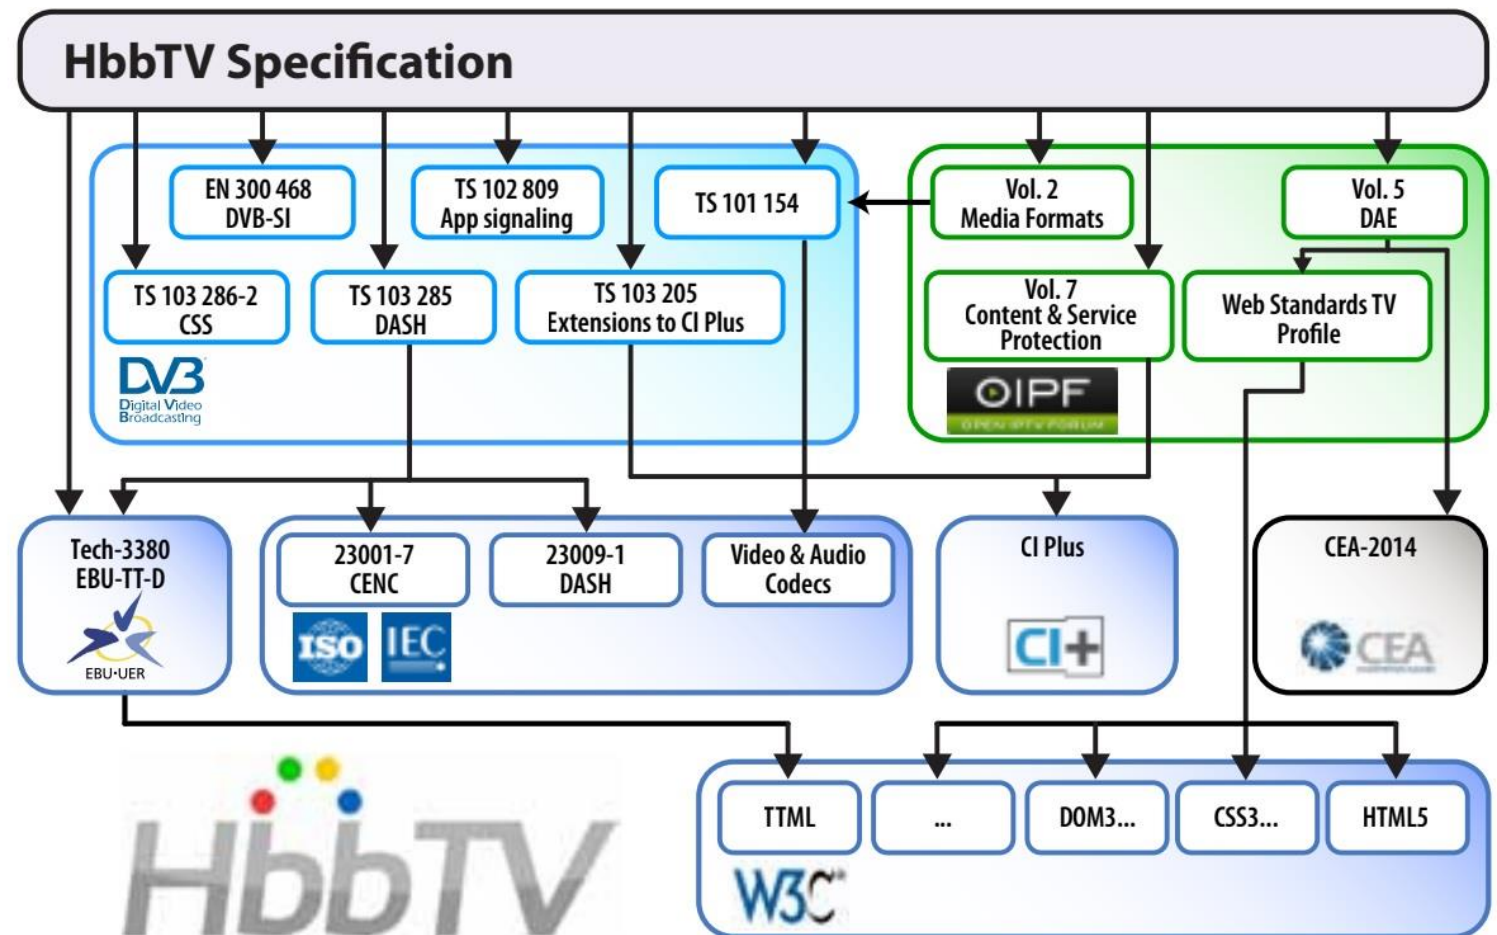 HbbTV Specification
EN 300 468
DVB-SI
TS 102 809
App signaling
TS 101 154
Vol. 2
Media Formats
Vol. 5
DAE
TS 103 286-2
CSS
TS 103 285
DASH
TS 103 205
Extensions to CI Plus
Vol. 7
Content & Service
Protection
Web Standards TV
Profile
DVB
Digital Video
Broadcasting
OIPF
OPEN IPTV FORUM
Tech-3380
EBU-TT-D
EBU·UER
23001-7
CENC
23009-1
DASH
Video & Audio
Codecs
ISO
IEC
CI Plus
CI+
CEA-2014
CEA
TTML
...
DOM3...
CSS3...
HTML5
W3C
HbbTV